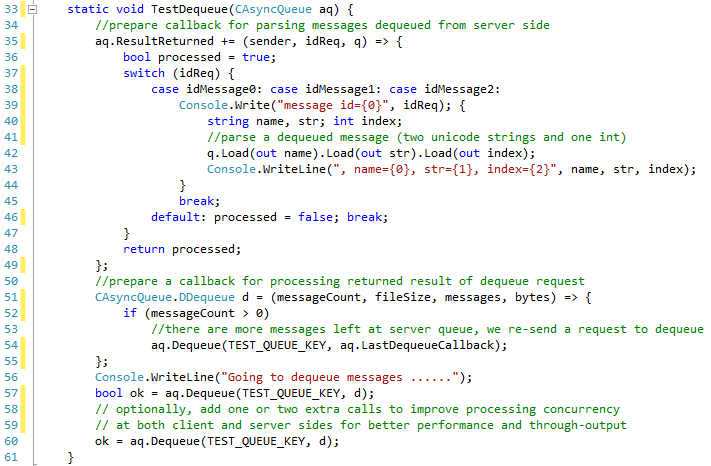 33 static void TestDequeue(CAsyncQueue aq) {
34 //prepare callback for parsing messages dequeued from server side
35 aq.ResultReturned += (sender, idReq, q) => {
36 bool processed = true;
37 switch (idReq) {
38 case idMessage0: case idMessage1: case idMessage2:
39 Console.Write("message id={0}", idReq); {
40 string name, str; int index;
41 //parse a dequeued message (two unicode strings and one int)
42 q.Load(out name).Load(out str).Load(out index);
43 Console.WriteLine(", name={0}, str={1}, index={2}", name, str, index);
44 }
45 break;
46 default: processed = false; break;
47 }
48 return processed;
49 };
50 //prepare a callback for processing returned result of dequeue request
51 CAsyncQueue.DDequeue d = (messageCount, fileSize, messages, bytes) => {
52 if (messageCount > 0)
53 //there are more messages left at server queue, we re-send a request to dequeue
54 aq.Dequeue(TEST_QUEUE_KEY, aq.LastDequeueCallback);
55 };
56 Console.WriteLine("Going to dequeue messages ......");
57 bool ok = aq.Dequeue(TEST_QUEUE_KEY, d);
58 // optionally, add one or two extra calls to improve processing concurrency
59 // at both client and server sides for better performance and through-output
60 ok = aq.Dequeue(TEST_QUEUE_KEY, d);
61 }